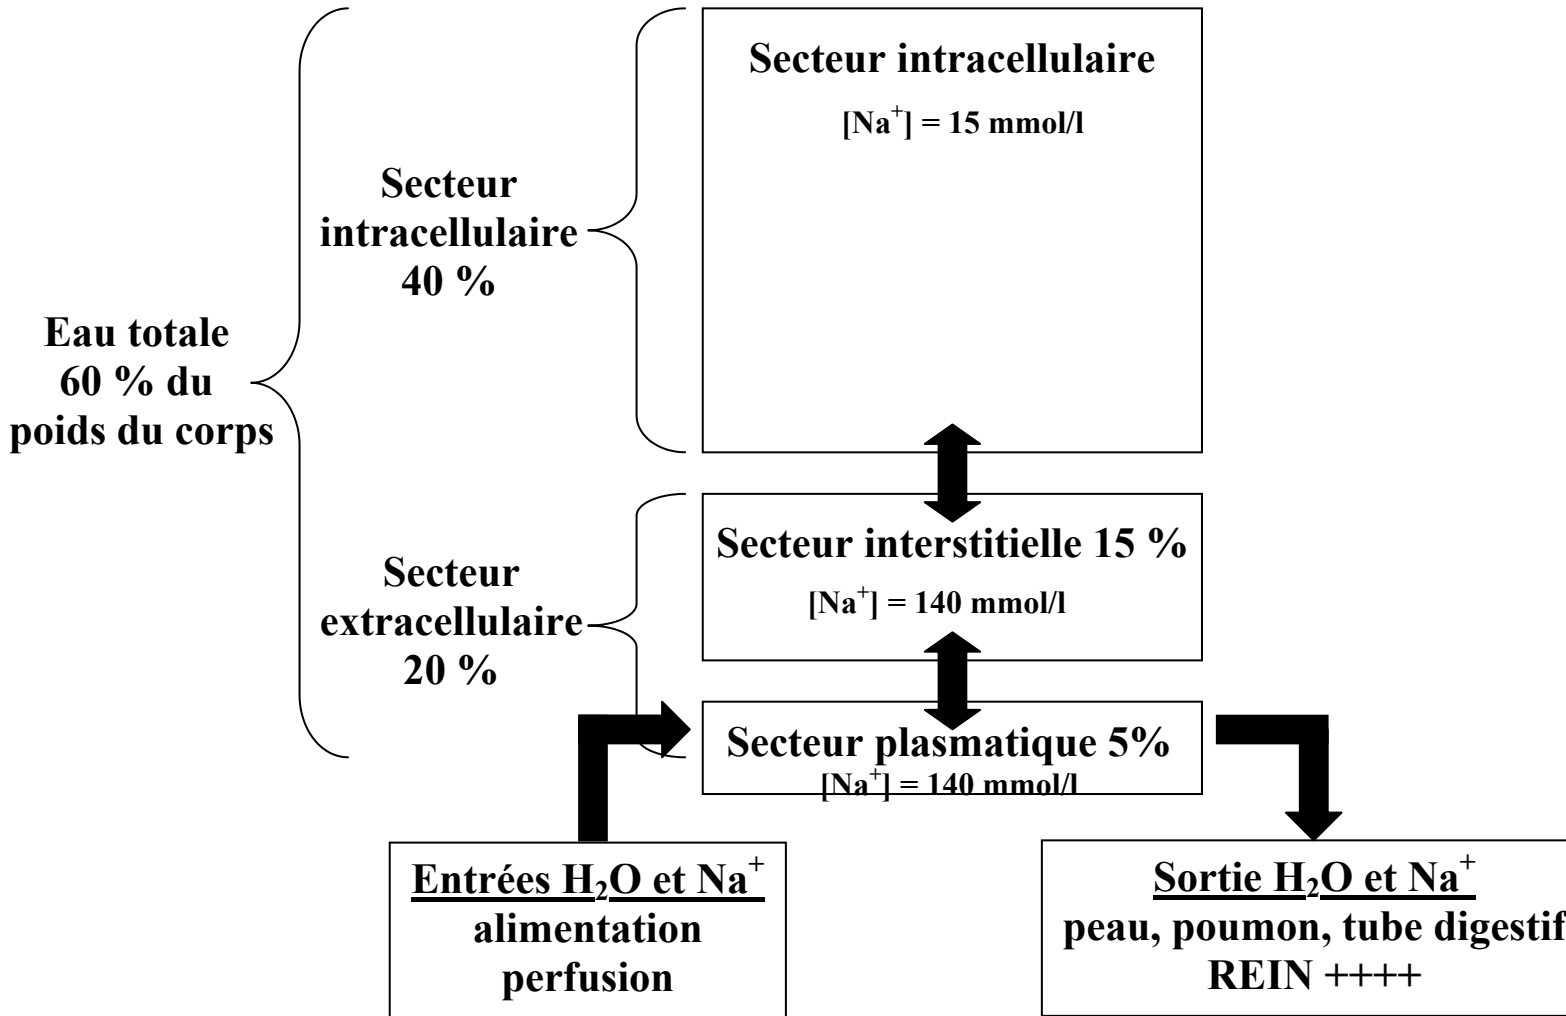 Secteur intracellulaire
[Na⁺] = 15 mmol/l
Secteur
intracellulaire
40 %
Eau totale
60 % du
poids du corps
Secteur interstitielle 15 %
[Na⁺] = 140 mmol/l
Secteur
extracellulaire
20 %
Secteur plasmatique 5%
[Na⁺] = 140 mmol/l
Entrées H₂O et Na⁺
alimentation
perfusion
Sortie H₂O et Na⁺
peau, poumon, tube digestif
REIN ++++